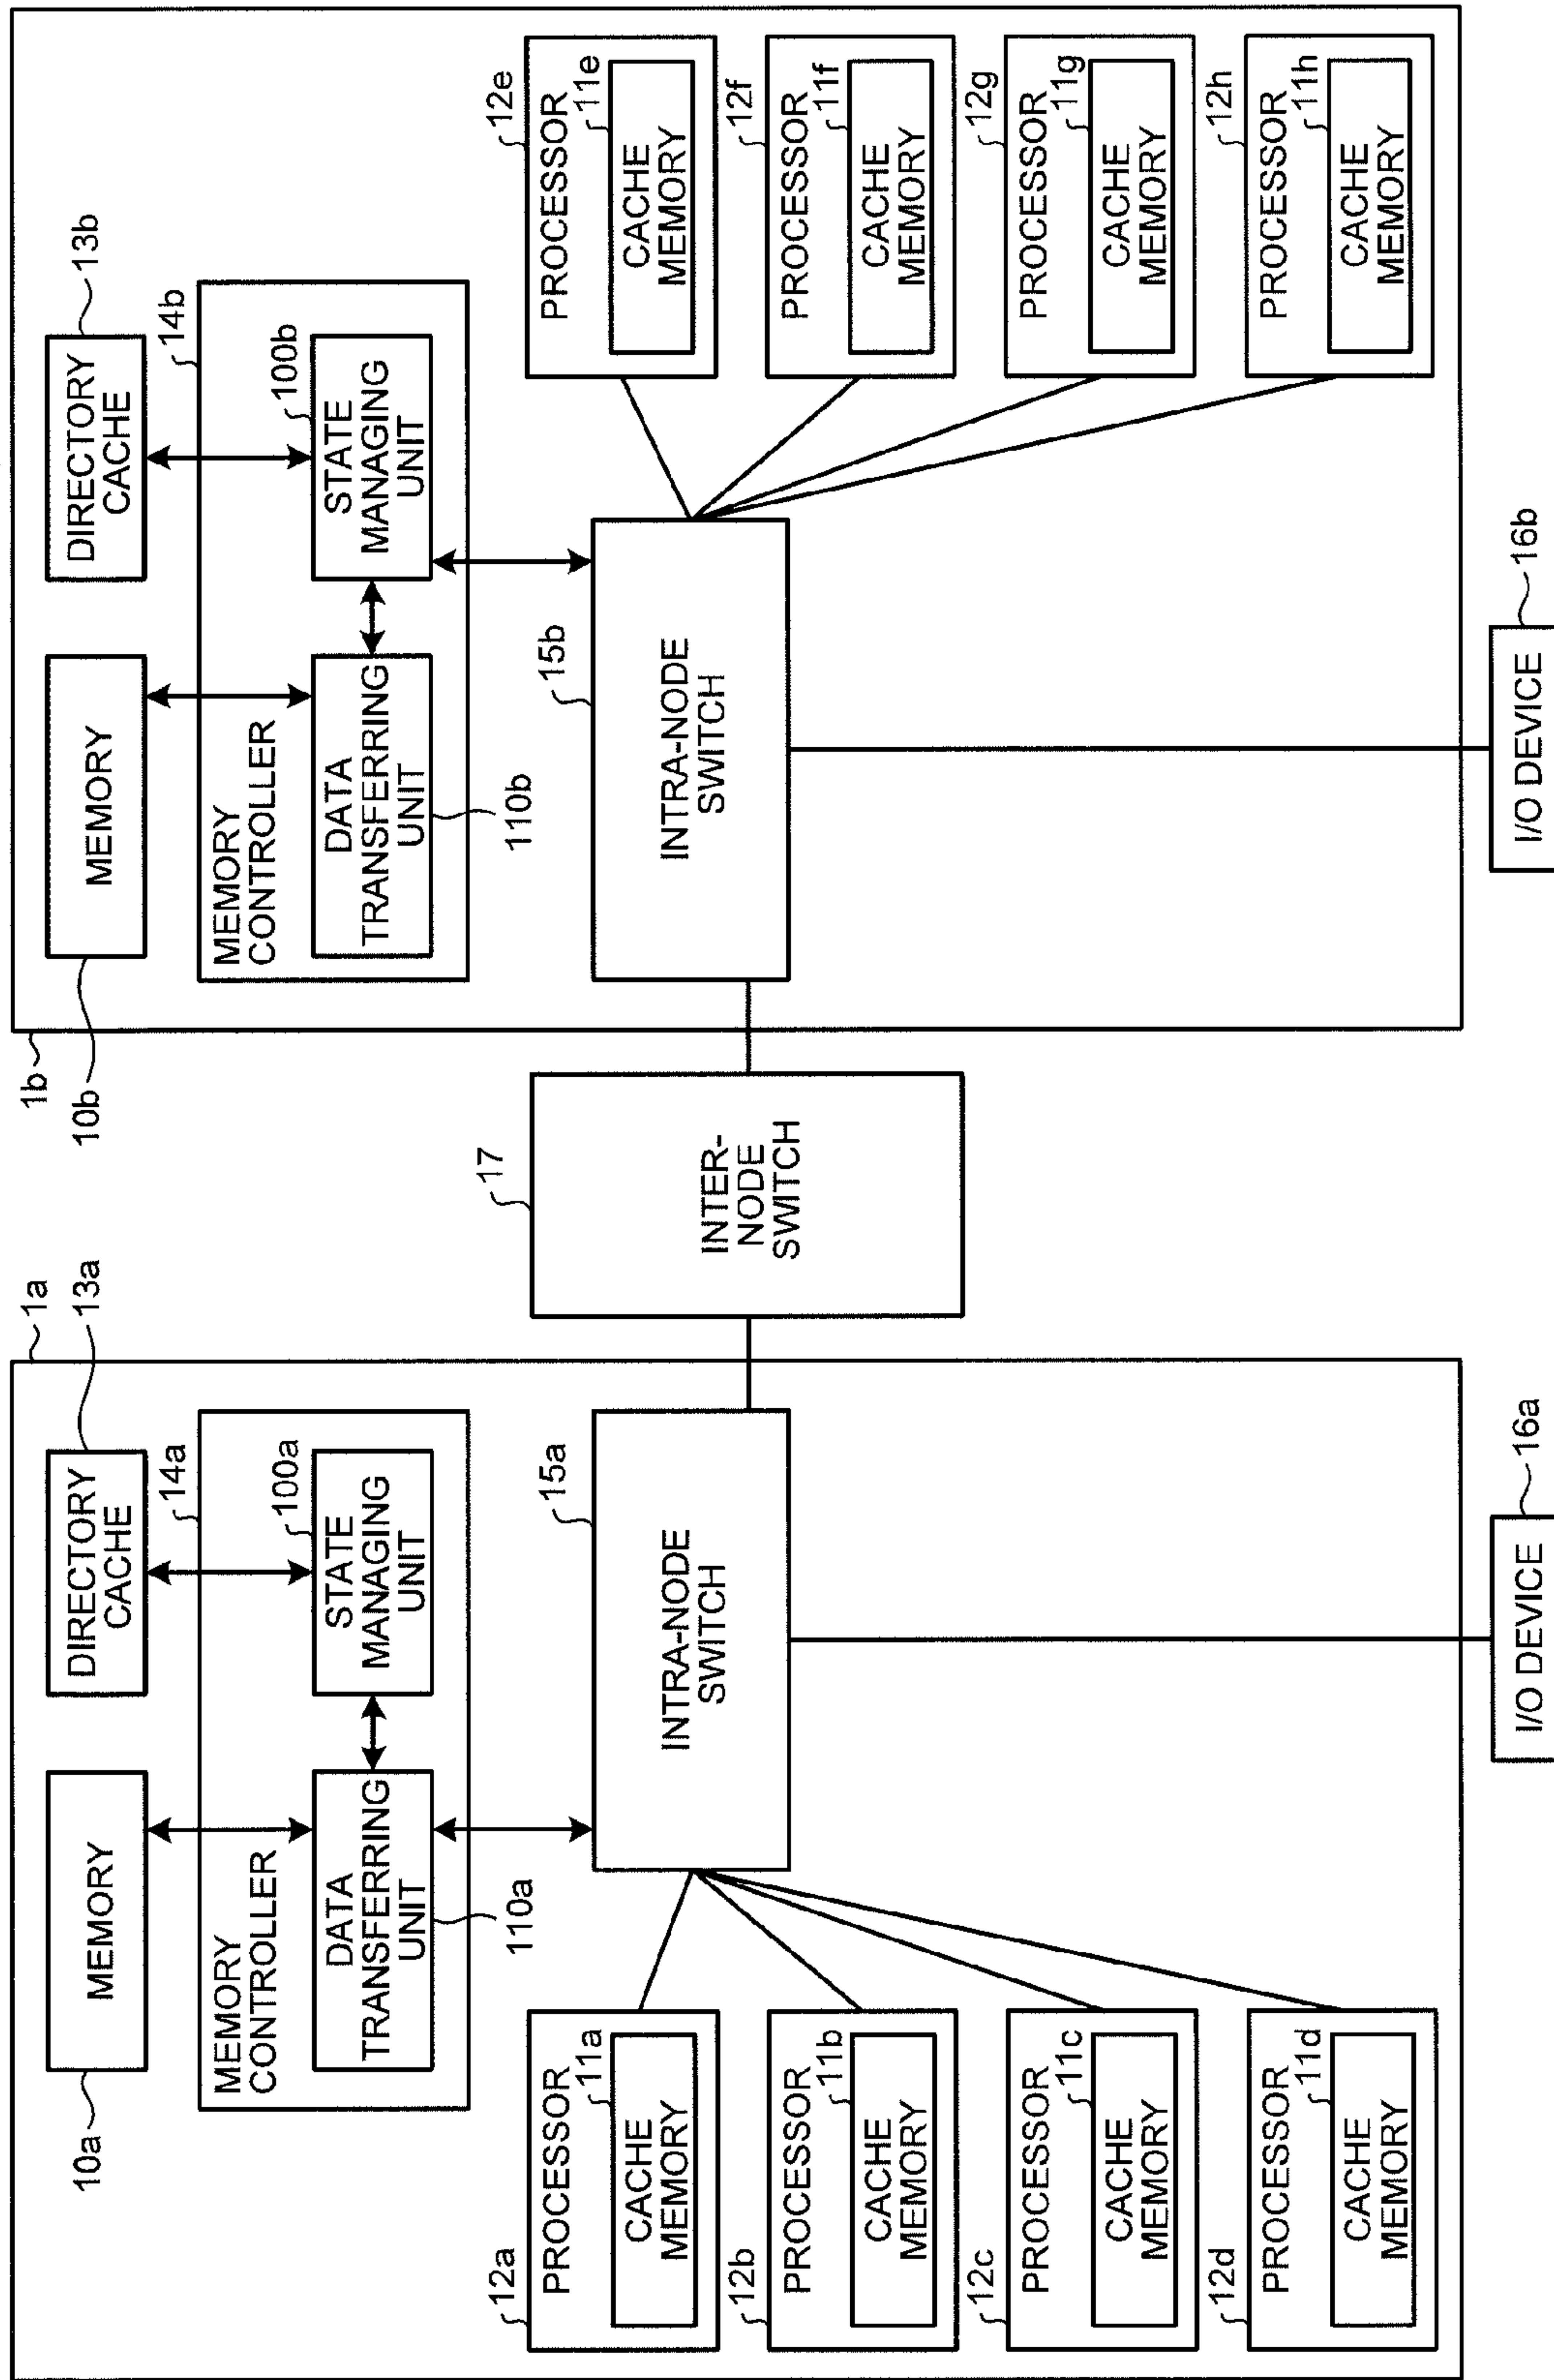 1a
13a
10a
MEMORY
DIRECTORY
CACHE
14a
MEMORY
CONTROLLER
100a
DATA
TRANSFERRING
UNIT
STATE
MANAGING
UNIT
110a
12a
PROCESSOR
11a
CACHE
MEMORY
12b
PROCESSOR
11b
CACHE
MEMORY
12c
PROCESSOR
11c
CACHE
MEMORY
12d
PROCESSOR
11d
CACHE
MEMORY
15a
INTRA-NODE
SWITCH
I/O DEVICE
16a
17
INTER-
NODE
SWITCH
1b
10b
MEMORY
DIRECTORY
CACHE
13b
14b
MEMORY
CONTROLLER
100b
DATA
TRANSFERRING
UNIT
STATE
MANAGING
UNIT
110b
15b
INTRA-NODE
SWITCH
12e
PROCESSOR
11e
CACHE
MEMORY
12f
PROCESSOR
11f
CACHE
MEMORY
12g
PROCESSOR
11g
CACHE
MEMORY
12h
PROCESSOR
11h
CACHE
MEMORY
I/O DEVICE
16b